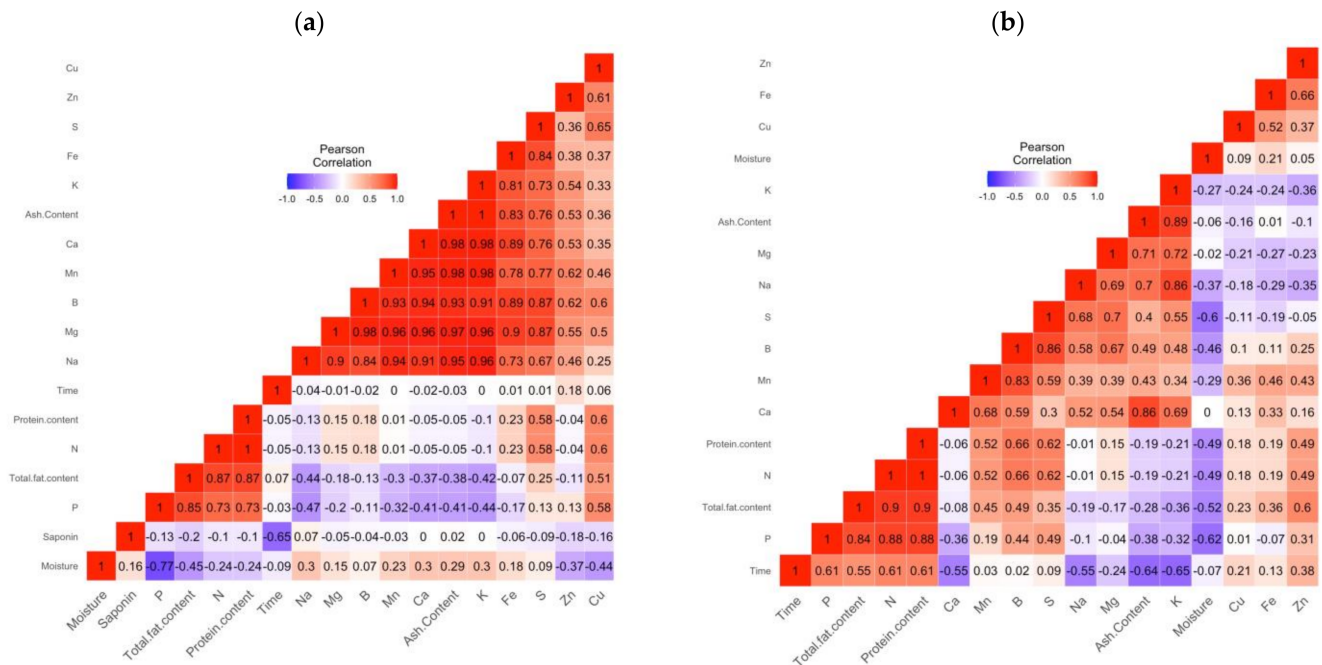 (a)
Cu 1
Zn 1 0.61
S 1 0.36 0.65
Fe 1 0.84 0.38 0.37
K 1 0.81 0.73 0.54 0.33
Ash.Content 1 1 0.83 0.76 0.53 0.36
Ca 1 0.98 0.98 0.89 0.76 0.53 0.35
Mn 1 0.95 0.98 0.98 0.78 0.77 0.62 0.46
B 1 0.93 0.94 0.93 0.91 0.89 0.87 0.62 0.6
Mg 1 0.98 0.96 0.96 0.97 0.96 0.9 0.87 0.55 0.5
Na 1 0.9 0.84 0.94 0.91 0.95 0.96 0.73 0.67 0.46 0.25
Time 1 -0.04 -0.01 -0.02 0 -0.02 -0.03 0 0.01 0.01 0.18 0.06
Protein.content 1 -0.05 -0.13 0.15 0.18 0.01 -0.05 -0.05 -0.1 0.23 0.58 -0.04 0.6
N 1 1 -0.05 -0.13 0.15 0.18 0.01 -0.05 -0.05 -0.1 0.23 0.58 -0.04 0.6
Total.fat.content 1 0.87 0.87 0.07 -0.44 -0.18 -0.13 -0.3 -0.37 -0.38 -0.42 -0.07 0.25 -0.11 0.51
P 1 0.85 0.73 0.73 -0.03 -0.47 -0.2 -0.11 -0.32 -0.41 -0.41 -0.44 -0.17 0.13 0.13 0.58
Saponin 1 -0.13 -0.2 -0.1 -0.1 -0.65 0.07 -0.05 -0.04 -0.03 0 0.02 0 -0.06 -0.09 -0.18 -0.16
Moisture 1 0.16 -0.77 -0.45 -0.24 -0.24 -0.09 0.3 0.15 0.07 0.23 0.3 0.29 0.3 0.18 0.09 -0.37 -0.44
Moisture Saponin P Total.fat.content N Protein.content Time Na Mg B Mn Ca Ash.Content K Fe S Zn Cu
Pearson
Correlation
-1.0 -0.5 0.0 0.5 1.0
(b)
Zn 1
Fe 1 0.66
Cu 1 0.52 0.37
Moisture 1 0.09 0.21 0.05
K 1 -0.27 -0.24 -0.24 -0.36
Ash.Content 1 0.89 -0.06 -0.16 0.01 -0.1
Mg 1 0.71 0.72 -0.02 -0.21 -0.27 -0.23
Na 1 0.69 0.7 0.86 -0.37 -0.18 -0.29 -0.35
S 1 0.68 0.7 0.4 0.55 -0.6 -0.11 -0.19 -0.05
B 1 0.86 0.58 0.67 0.49 0.48 -0.46 0.1 0.11 0.25
Mn 1 0.83 0.59 0.39 0.39 0.43 0.34 -0.29 0.36 0.46 0.43
Ca 1 0.68 0.59 0.3 0.52 0.54 0.86 0.69 0 0.13 0.33 0.16
Protein.content 1 -0.06 0.52 0.66 0.62 -0.01 0.15 -0.19 -0.21 -0.49 0.18 0.19 0.49
N 1 1 -0.06 0.52 0.66 0.62 -0.01 0.15 -0.19 -0.21 -0.49 0.18 0.19 0.49
Total.fat.content 1 0.9 0.9 -0.08 0.45 0.49 0.35 -0.19 -0.17 -0.28 -0.36 -0.52 0.23 0.36 0.6
P 1 0.84 0.88 0.88 -0.36 0.19 0.44 0.49 -0.1 -0.04 -0.38 -0.32 -0.62 0.01 -0.07 0.31
Time 1 0.61 0.55 0.61 0.61 -0.55 0.03 0.02 0.09 -0.55 -0.24 -0.64 -0.65 -0.07 0.21 0.13 0.38
Time P Total.fat.content N Protein.content Ca Mn B S Na Mg Ash.Content K Moisture Cu Fe Zn
Pearson
Correlation
-1.0 -0.5 0.0 0.5 1.0